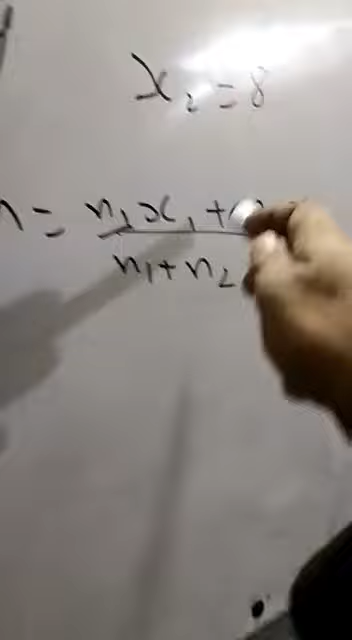 x₂ = 8
= n₁x₁ +
n₁ + n₂